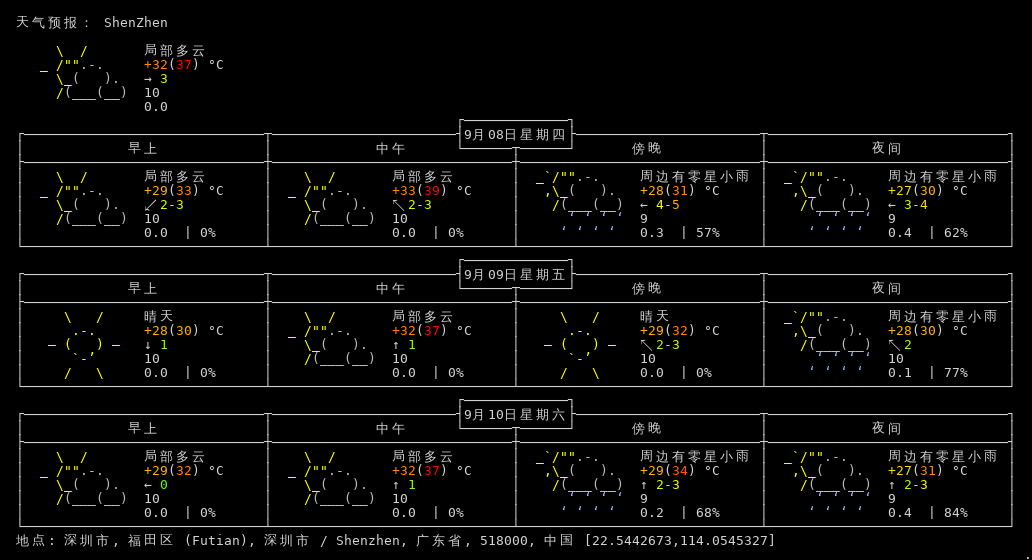 天气预报： ShenZhen
局部多云
+32(37) °C
→ 3
10
0.0
9月08日星期四
早上 中午 傍晚 夜间
局部多云 局部多云 周边有零星小雨 周边有零星小雨
+29(33) °C +33(39) °C +28(31) °C +27(30) °C
↙ 2-3 ↖ 2-3 ← 4-5 ← 3-4
10 10 9 9
0.0 | 0% 0.0 | 0% 0.3 | 57% 0.4 | 62%
9月09日星期五
早上 中午 傍晚 夜间
晴天 局部多云 晴天 周边有零星小雨
+28(30) °C +32(37) °C +29(32) °C +28(30) °C
↓ 1 ↑ 1 ↖ 2-3 ↖ 2
10 10 10 10
0.0 | 0% 0.0 | 0% 0.0 | 0% 0.1 | 77%
9月10日星期六
早上 中午 傍晚 夜间
局部多云 局部多云 周边有零星小雨 周边有零星小雨
+29(32) °C +32(37) °C +29(34) °C +27(31) °C
← 0 ↑ 1 ↑ 2-3 ↑ 2-3
10 10 9 9
0.0 | 0% 0.0 | 0% 0.2 | 68% 0.4 | 84%
地点: 深圳市, 福田区 (Futian), 深圳市 / Shenzhen, 广东省, 518000, 中国 [22.5442673,114.0545327]